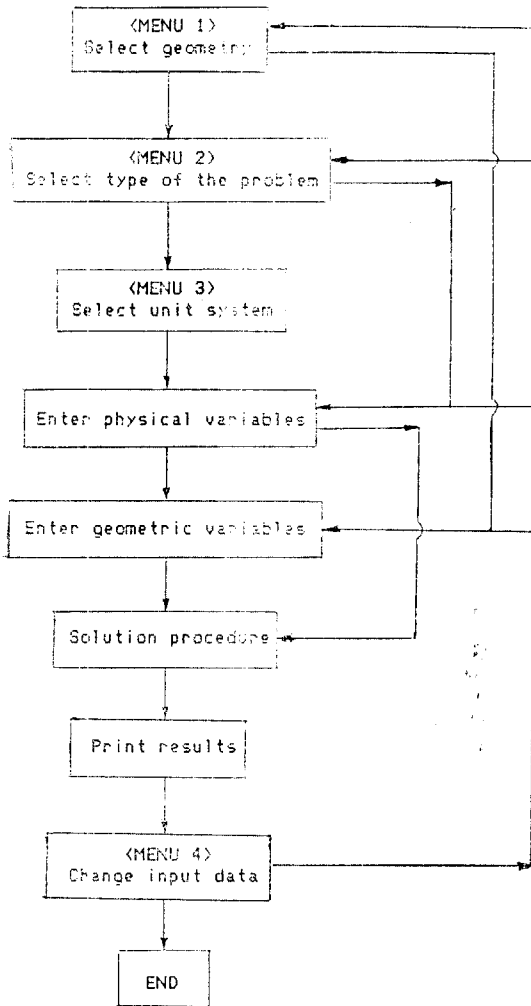 <MENU 1>
Select geometry
<MENU 2>
Select type of the problem
<MENU 3>
Select unit system
Enter physical variables
Enter geometric variables
Solution procedure
Print results
<MENU 4>
Change input data
END